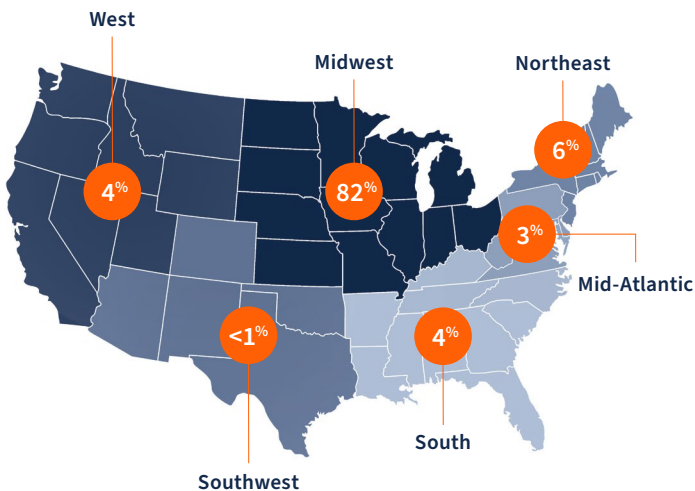 West
Midwest
Northeast
6%
4%
82%
3%
Mid-Atlantic
<1%
4%
South
Southwest